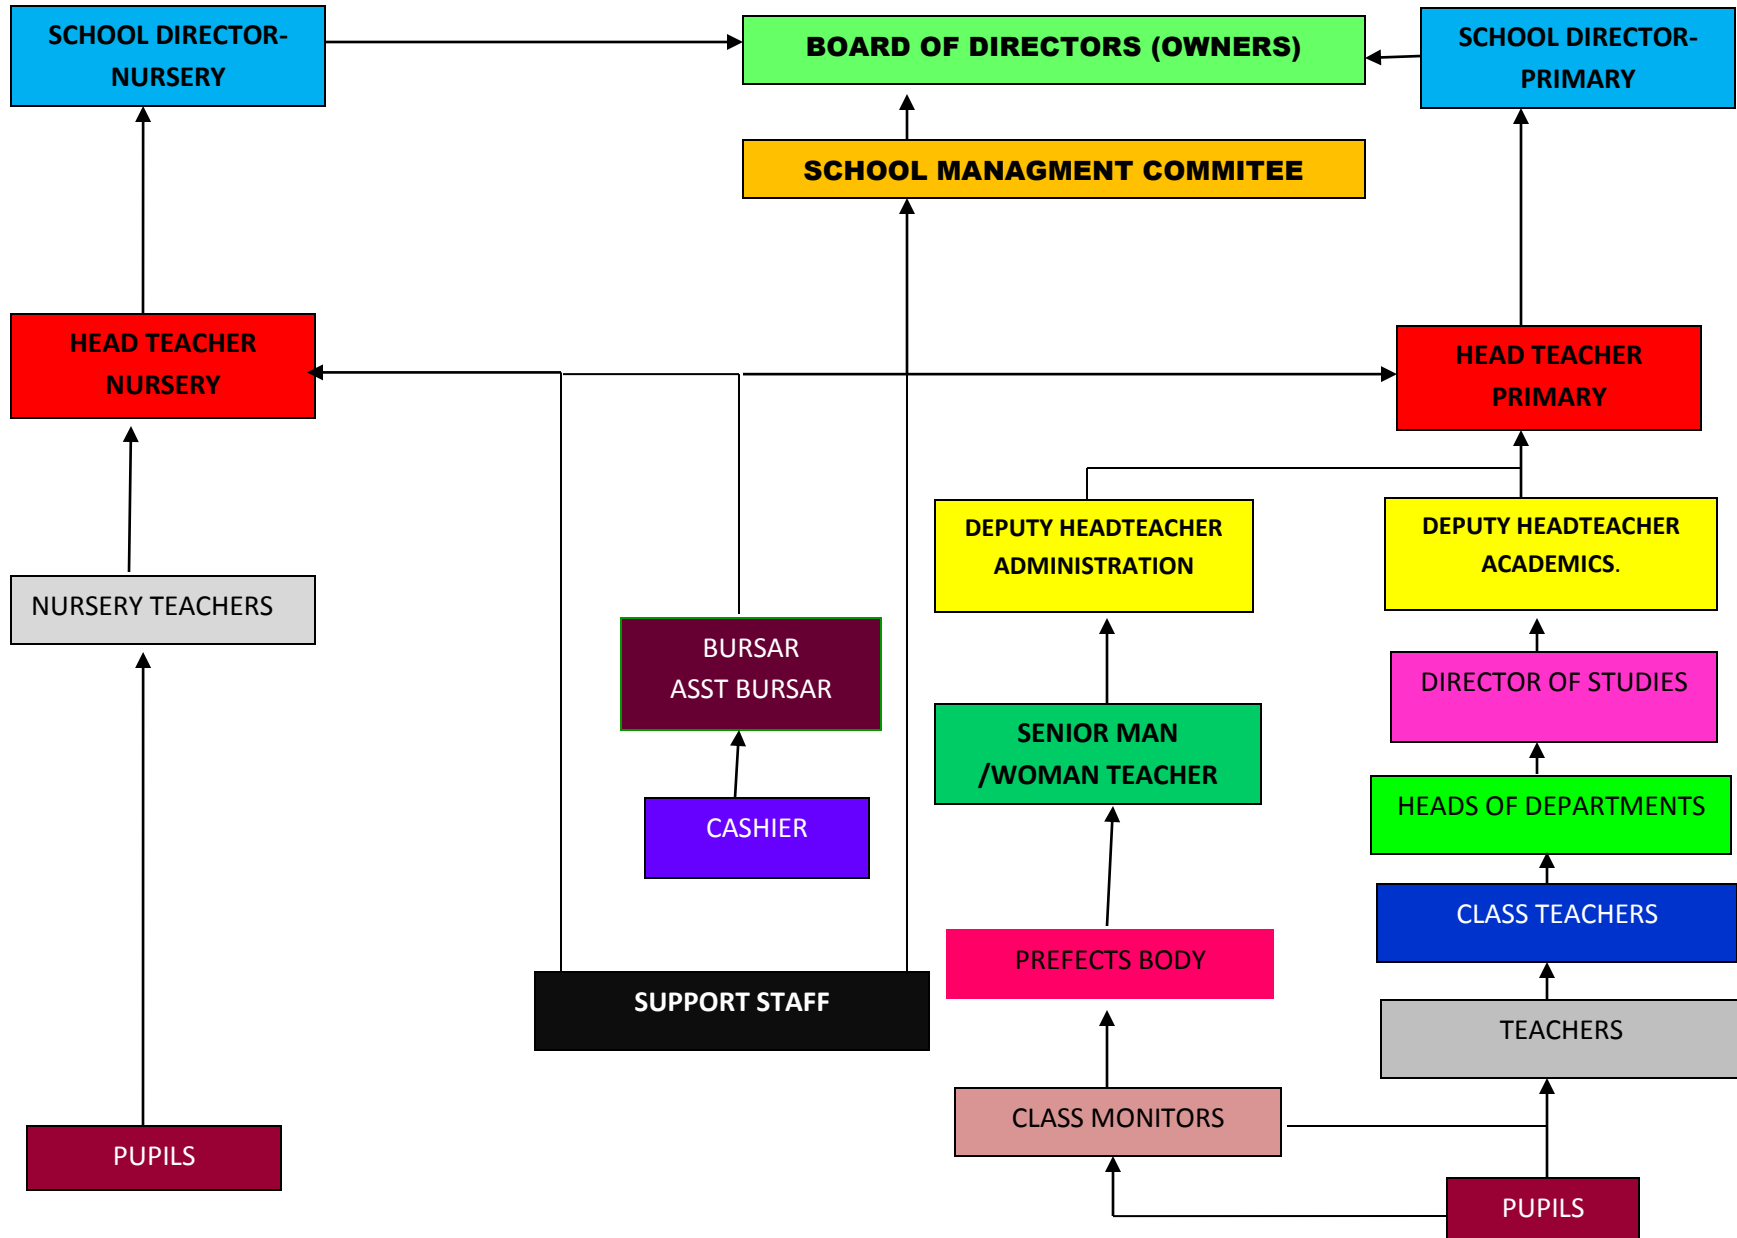 SCHOOL DIRECTOR-
NURSERY
BOARD OF DIRECTORS (OWNERS)
SCHOOL DIRECTOR-
PRIMARY
SCHOOL MANAGMENT COMMITEE
HEAD TEACHER
NURSERY
HEAD TEACHER
PRIMARY
DEPUTY HEADTEACHER
ADMINISTRATION
DEPUTY HEADTEACHER
ACADEMICS.
NURSERY TEACHERS
BURSAR
ASST BURSAR
DIRECTOR OF STUDIES
SENIOR MAN
/WOMAN TEACHER
CASHIER
HEADS OF DEPARTMENTS
CLASS TEACHERS
PREFECTS BODY
SUPPORT STAFF
TEACHERS
CLASS MONITORS
PUPILS
PUPILS